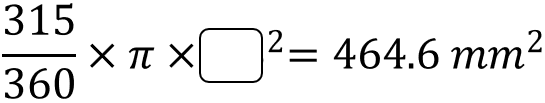 315/360 × π × □² = 464.6 mm²